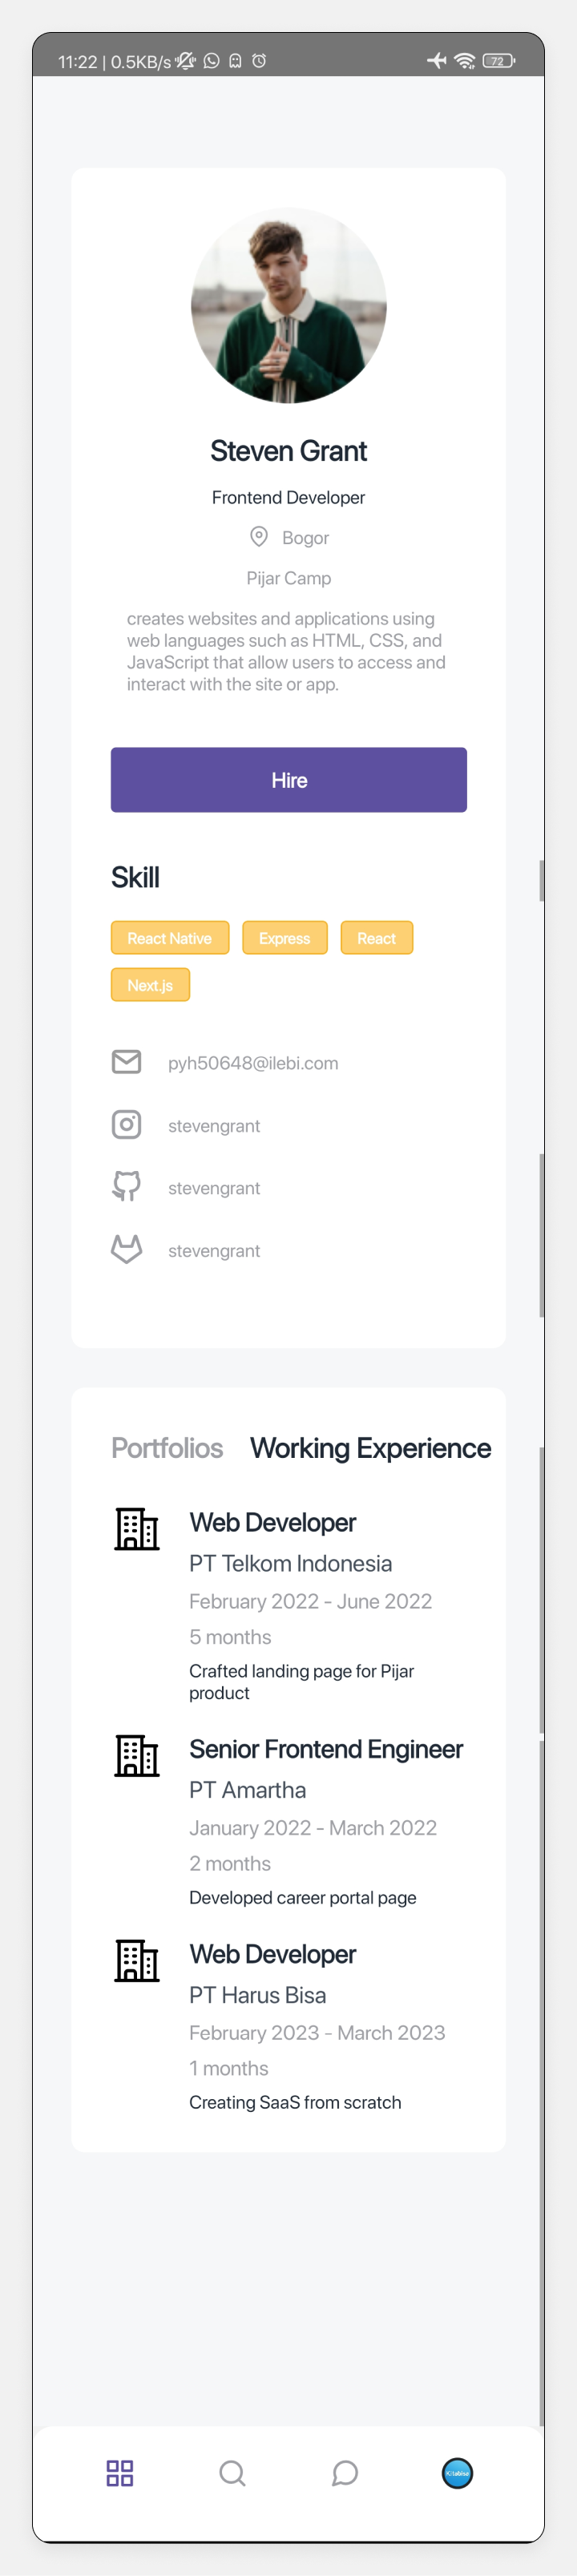 11:22 | 0.5KB/s
72
Steven Grant
Frontend Developer
Bogor
Pijar Camp
creates websites and applications using
web languages such as HTML, CSS, and
JavaScript that allow users to access and
interact with the site or app.
Hire
Skill
React Native Express React
Next.js
pyh50648@ilebi.com
stevengrant
stevengrant
stevengrant
Portfolios Working Experience
Web Developer
PT Telkom Indonesia
February 2022 - June 2022
5 months
Crafted landing page for Pijar
product
Senior Frontend Engineer
PT Amartha
January 2022 - March 2022
2 months
Developed career portal page
Web Developer
PT Harus Bisa
February 2023 - March 2023
1 months
Creating SaaS from scratch
Kitabisa